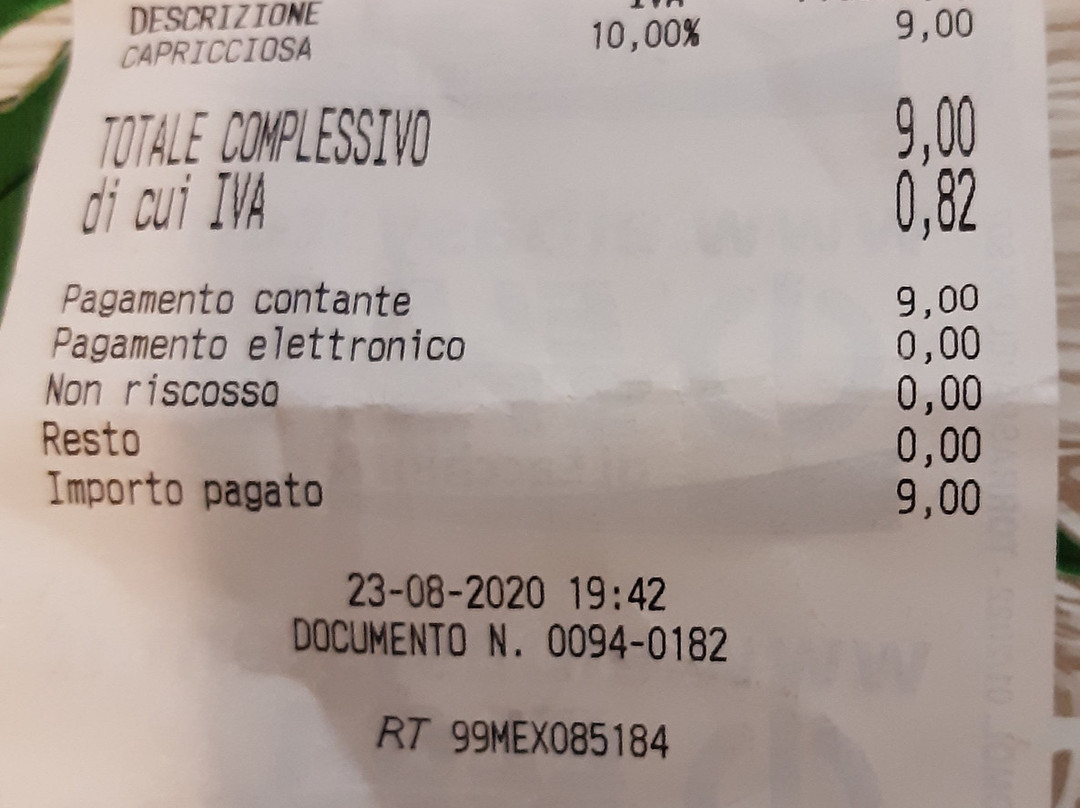 DESCRIZIONE IVA
CAPRICCIOSA 10,00% 9,00
TOTALE COMPLESSIVO 9,00
di cui IVA 0,82
Pagamento contante 9,00
Pagamento elettronico 0,00
Non riscosso 0,00
Resto 0,00
Importo pagato 9,00
23-08-2020 19:42
DOCUMENTO N. 0094-0182
RT 99MEX085184